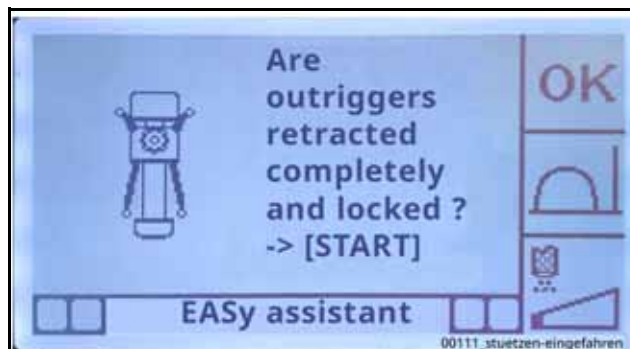 Are
outriggers
retracted
completely
and locked ?
-> [START]
OK
EASy assistant
00111_stuetzen-eingefahren